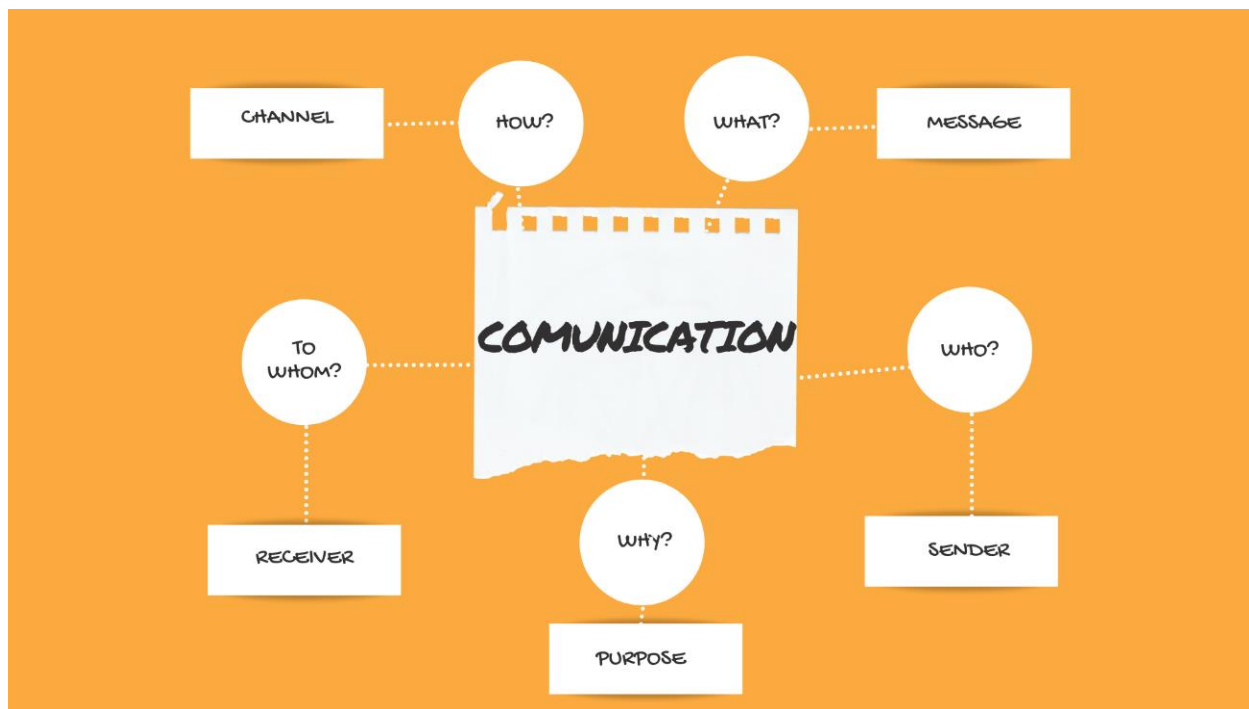 CHANNEL
HOW?
WHAT?
MESSAGE
COMUNICATION
TO
WHOM?
WHO?
RECEIVER
WHY?
SENDER
PURPOSE